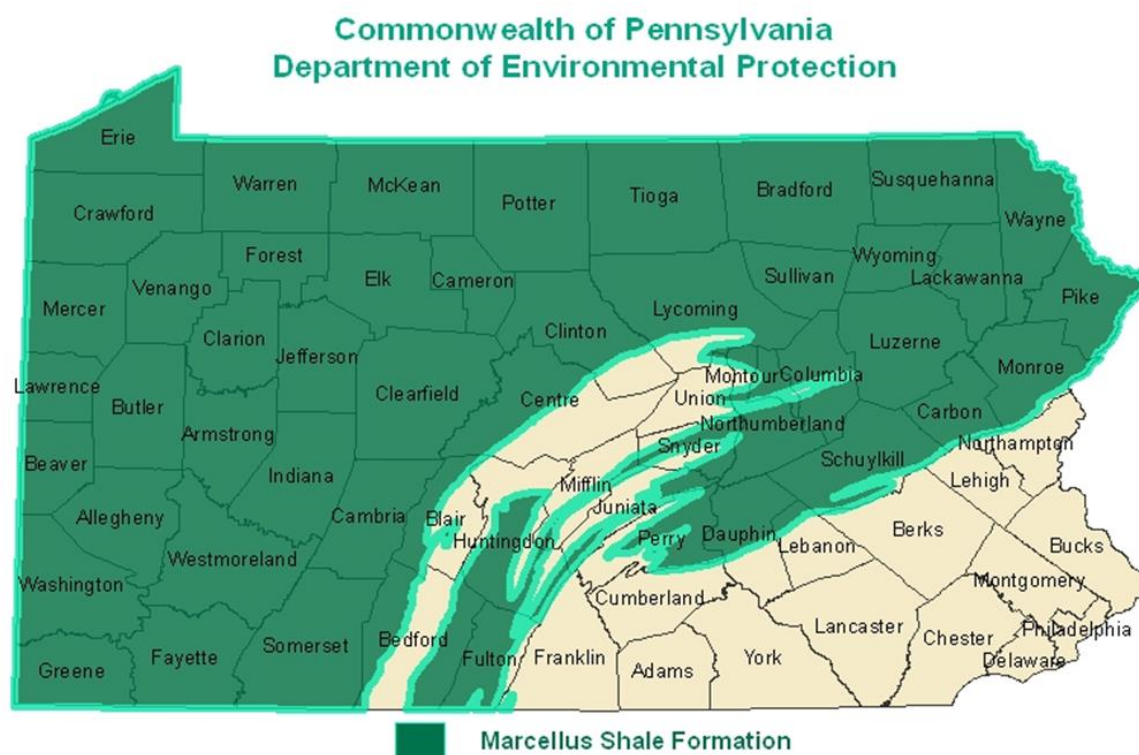 Commonwealth of Pennsylvania
Department of Environmental Protection
Erie
Warren
McKean
Potter
Tioga
Bradford
Susquehanna
Wayne
Crawford
Forest
Elk
Cameron
Sullivan
Wyoming
Lackawanna
Pike
Mercer
Venango
Clarion
Jefferson
Clinton
Lycoming
Luzerne
Monroe
Lawrence
Butler
Clearfield
Centre
Union
Montour
Columbia
Carbon
Armstrong
Northumberland
Northampton
Beaver
Indiana
Snyder
Schuylkill
Lehigh
Allegheny
Cambria
Blair
Huntingdon
Mifflin
Juniata
Perry
Dauphin
Lebanon
Berks
Bucks
Westmoreland
Washington
Cumberland
Montgomery
Greene
Fayette
Somerset
Bedford
Fulton
Franklin
Adams
York
Lancaster
Chester
Delaware
Philadelphia
Marcellus Shale Formation